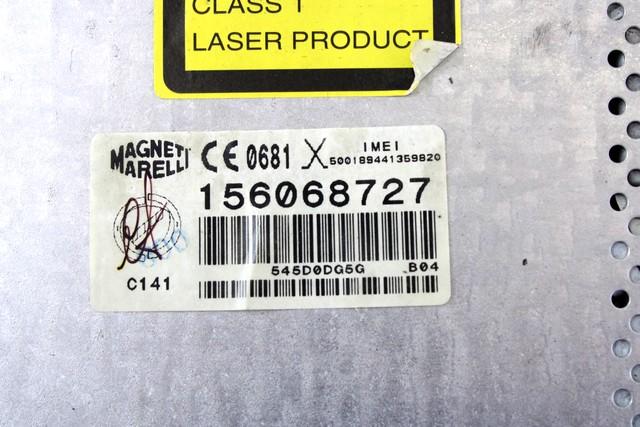 CLASS 1
LASER PRODUCT
MAGNETI
MARELLI
CE 0681
IMEI
500189441359820
156068727
545D0DG5G B04
C141